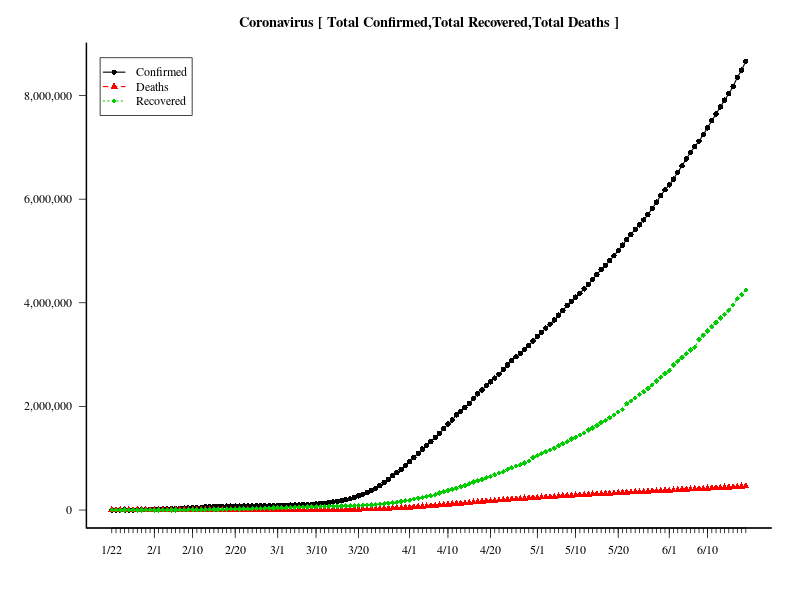 Coronavirus [ Total Confirmed,Total Recovered,Total Deaths ]
Confirmed
Deaths
Recovered
8,000,000
6,000,000
4,000,000
2,000,000
0
1/22 2/1 2/10 2/20 3/1 3/10 3/20 4/1 4/10 4/20 5/1 5/10 5/20 6/1 6/10